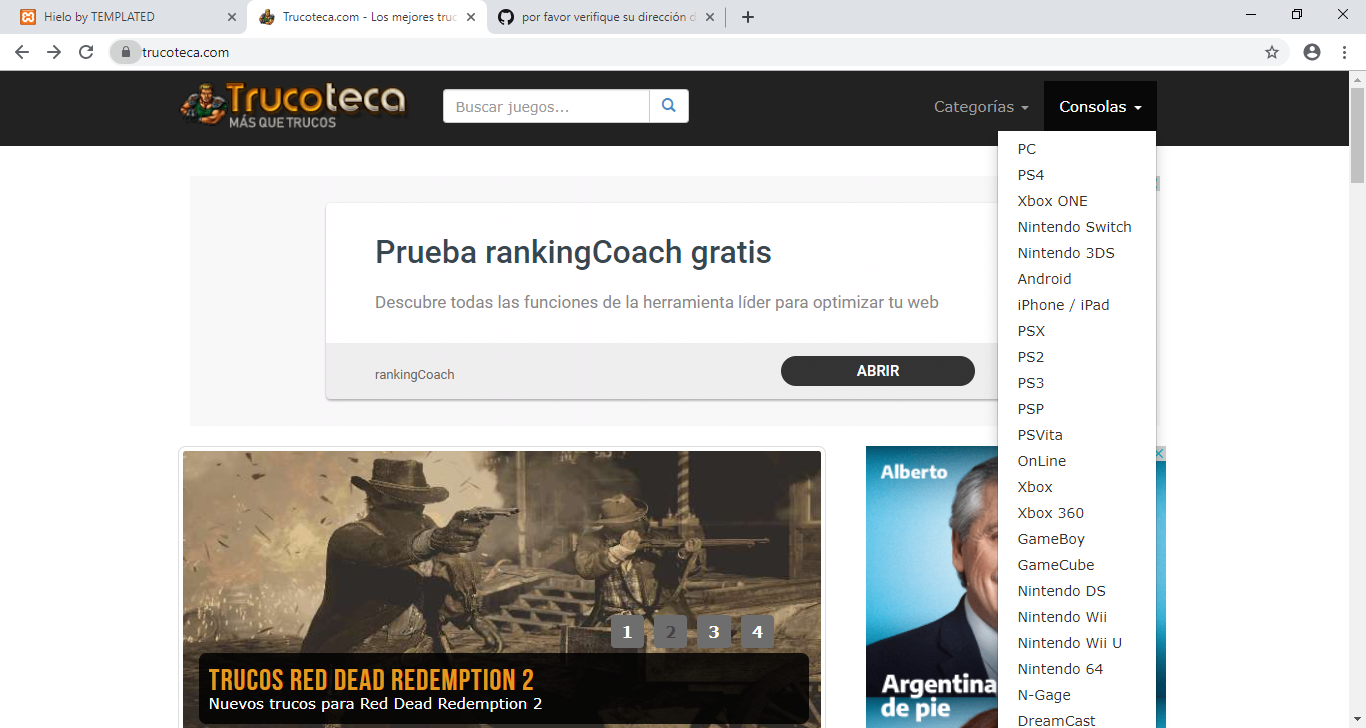 Hielo by TEMPLATED
Trucoteca.com - Los mejores truc
por favor verifique su dirección d
trucoteca.com
Trucoteca
MÁS QUE TRUCOS
Buscar juegos...
Categorías
Consolas
PC
PS4
Xbox ONE
Nintendo Switch
Nintendo 3DS
Android
iPhone / iPad
PSX
PS2
PS3
PSP
PSVita
OnLine
Xbox
Xbox 360
GameBoy
GameCube
Nintendo DS
Nintendo Wii
Nintendo Wii U
Nintendo 64
N-Gage
DreamCast
Prueba rankingCoach gratis
Descubre todas las funciones de la herramienta líder para optimizar tu web
rankingCoach
ABRIR
1 2 3 4
TRUCOS RED DEAD REDEMPTION 2
Nuevos trucos para Red Dead Redemption 2
Alberto
Argentina
de pie